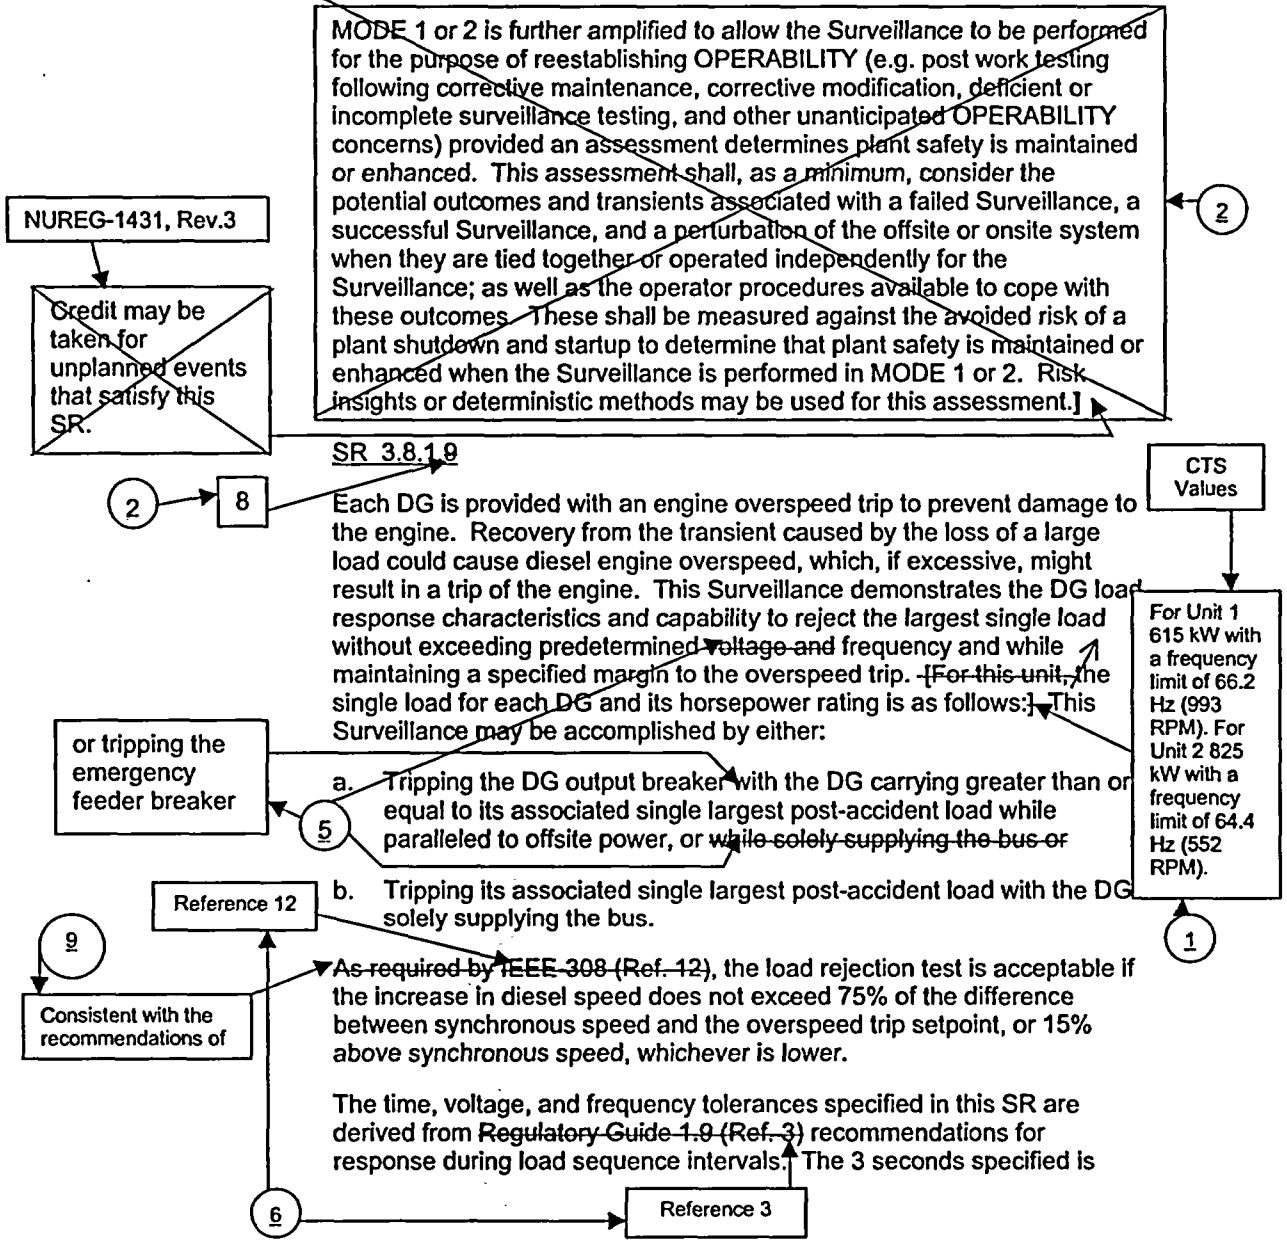 MODE 1 or 2 is further amplified to allow the Surveillance to be performed
for the purpose of reestablishing OPERABILITY (e.g. post work testing
following corrective maintenance, corrective modification, deficient or
incomplete surveillance testing, and other unanticipated OPERABILITY
concerns) provided an assessment determines plant safety is maintained
or enhanced. This assessment shall, as a minimum, consider the
potential outcomes and transients associated with a failed Surveillance, a
successful Surveillance, and a perturbation of the offsite or onsite system
when they are tied together or operated independently for the
Surveillance; as well as the operator procedures available to cope with
these outcomes. These shall be measured against the avoided risk of a
plant shutdown and startup to determine that plant safety is maintained or
enhanced when the Surveillance is performed in MODE 1 or 2. Risk
insights or deterministic methods may be used for this assessment.]
2
NUREG-1431, Rev.3
Credit may be
taken for
unplanned events
that satisfy this
SR.
SR 3.8.1.9
2
8
Each DG is provided with an engine overspeed trip to prevent damage to
the engine. Recovery from the transient caused by the loss of a large
load could cause diesel engine overspeed, which, if excessive, might
result in a trip of the engine. This Surveillance demonstrates the DG load
response characteristics and capability to reject the largest single load
without exceeding predetermined voltage and frequency and while
maintaining a specified margin to the overspeed trip. [For this unit, the
single load for each DG and its horsepower rating is as follows:] This
Surveillance may be accomplished by either:
CTS
Values
For Unit 1
615 kW with
a frequency
limit of 66.2
Hz (993
RPM). For
Unit 2 825
kW with a
frequency
limit of 64.4
Hz (552
RPM).
1
or tripping the
emergency
feeder breaker
5
a. Tripping the DG output breaker with the DG carrying greater than or
equal to its associated single largest post-accident load while
paralleled to offsite power, or while solely supplying the bus or
b. Tripping its associated single largest post-accident load with the DG
solely supplying the bus.
Reference 12
9
Consistent with the
recommendations of
As required by IEEE-308 (Ref. 12), the load rejection test is acceptable if
the increase in diesel speed does not exceed 75% of the difference
between synchronous speed and the overspeed trip setpoint, or 15%
above synchronous speed, whichever is lower.
The time, voltage, and frequency tolerances specified in this SR are
derived from Regulatory Guide 1.9 (Ref. 3) recommendations for
response during load sequence intervals. The 3 seconds specified is
6
Reference 3